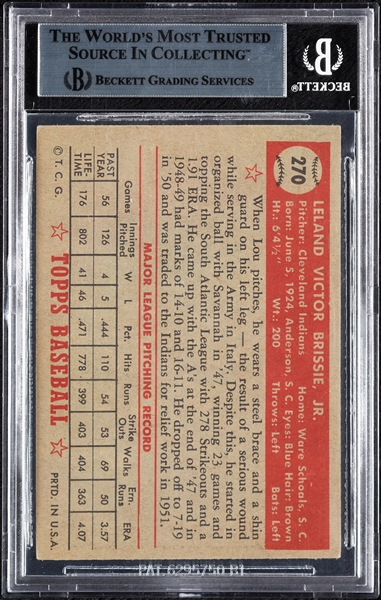 THE WORLD'S MOST TRUSTED
SOURCE IN COLLECTING™
BECKETT GRADING SERVICES
BECKETT
270
LELAND VICTOR BRISSIE, JR.
Pitcher: Cleveland Indians Home: Ware Schools, S. C.
Born: June 5, 1924, Anderson, S. C. Eyes: Blue Hair: Brown
Ht.: 6'4½" Wt.: 200 Throws: Left Bats: Left
When Lou pitches, he wears a steel brace and a shin
guard on his left leg — the result of a serious wound
while serving in the Army in Italy. Despite this, he started in
organized ball with Savannah in '47, winning 23 games and
topping the South Atlantic League with 278 Strikeouts and a
1.91 ERA. He came up with the A's at the end of '47 and in
1948-49 had marks of 14-10 and 16-11. He dropped off to 7-19
in '50 and was traded to the Indians for relief work in 1951.
MAJOR LEAGUE PITCHING RECORD
Games Innings Pitched W L Pct. Hits Runs Strike Outs Walks Ern. Runs ERA
PAST YEAR 56 126 4 5 .444 110 54 53 69 50 3.57
LIFE-TIME 176 802 41 46 .471 778 399 403 364 363 4.07
© T. C. G. TOPPS BASEBALL PRTD. IN U.S.A.
PAT. 6295750 B1